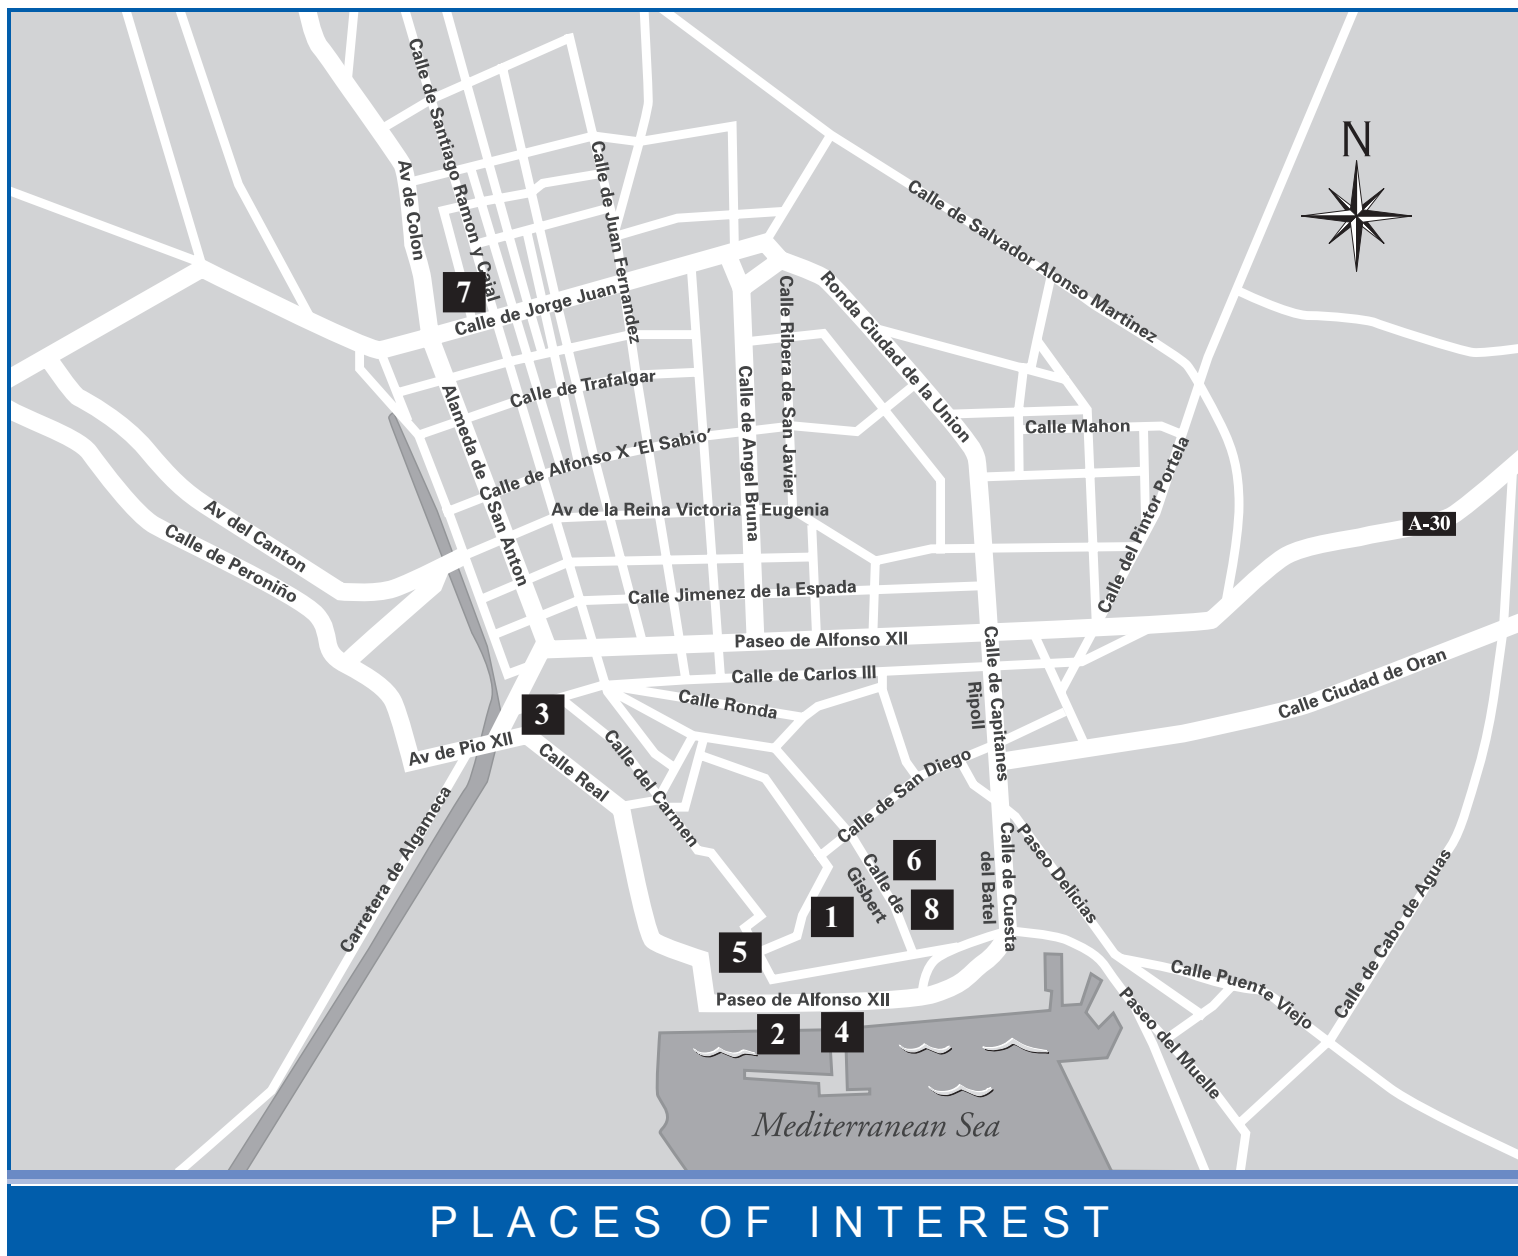 Calle de Santiago Ramon y Cajal
N
Av de Colon
Calle de Juan Fernandez
Calle de Salvador Alonso Martinez
7
Calle de Jorge Juan
Calle Ribera de San Javier
Ronda Ciudad de la Union
Calle de Trafalgar
Alameda de San Anton
Calle de Angel Bruna
Calle Mahon
Calle de Alfonso X ‘El Sabio’
Calle del Pintor Portela
Av de la Reina Victoria Eugenia
A-30
Av del Canton
Calle de Peroniño
Calle Jimenez de la Espada
Paseo de Alfonso XII
Calle de Carlos III
Calle de Capitanes
Ripoll
Calle Ciudad de Oran
Calle Ronda
3
Av de Pio XII
Calle Real
Calle del Carmen
Calle de San Diego
Carretera de Algameca
Calle de
Gisbert
6
8
1
5
Calle de Cuesta
del Batel
Paseo Delicias
Calle de Cabo de Aguas
Calle Puente Viejo
Paseo de Alfonso XII
2
4
Paseo del Muelle
Mediterranean Sea
PLACES OF INTEREST